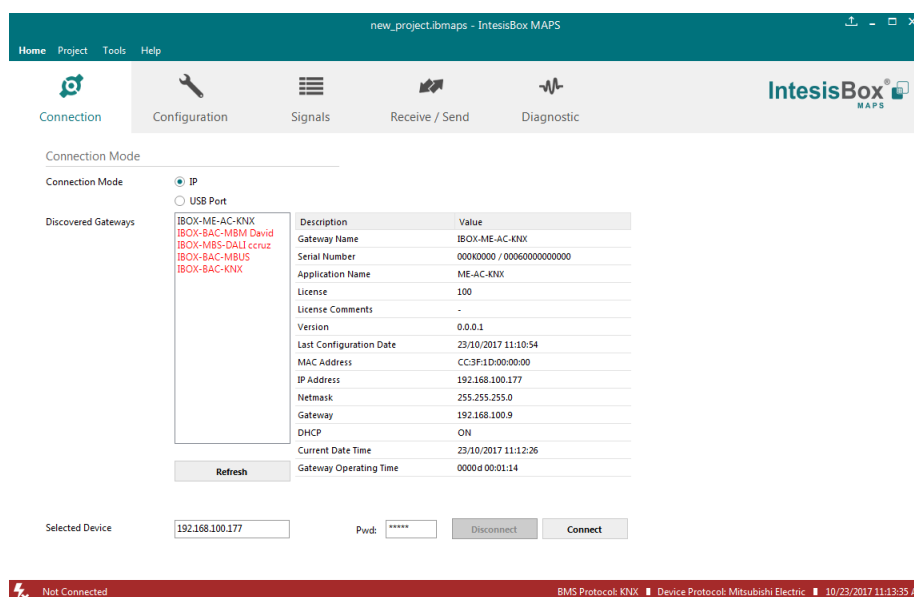 new_project.ibmaps - IntesisBox MAPS
Home Project Tools Help
Connection Configuration Signals Receive / Send Diagnostic
IntesisBox® MAPS
Connection Mode
Connection Mode IP
USB Port
Discovered Gateways
IBOX-ME-AC-KNX
IBOX-BAC-MBM David
IBOX-MBS-DALI ccruz
IBOX-BAC-MBUS
IBOX-BAC-KNX
Description Value
Gateway Name IBOX-ME-AC-KNX
Serial Number 000K0000 / 00060000000000
Application Name ME-AC-KNX
License 100
License Comments -
Version 0.0.0.1
Last Configuration Date 23/10/2017 11:10:54
MAC Address CC:3F:1D:00:00:00
IP Address 192.168.100.177
Netmask 255.255.255.0
Gateway 192.168.100.9
DHCP ON
Current Date Time 23/10/2017 11:12:26
Gateway Operating Time 0000d 00:01:14
Refresh
Selected Device 192.168.100.177 Pwd: ***** Disconnect Connect
Not Connected BMS Protocol: KNX Device Protocol: Mitsubishi Electric 10/23/2017 11:13:35